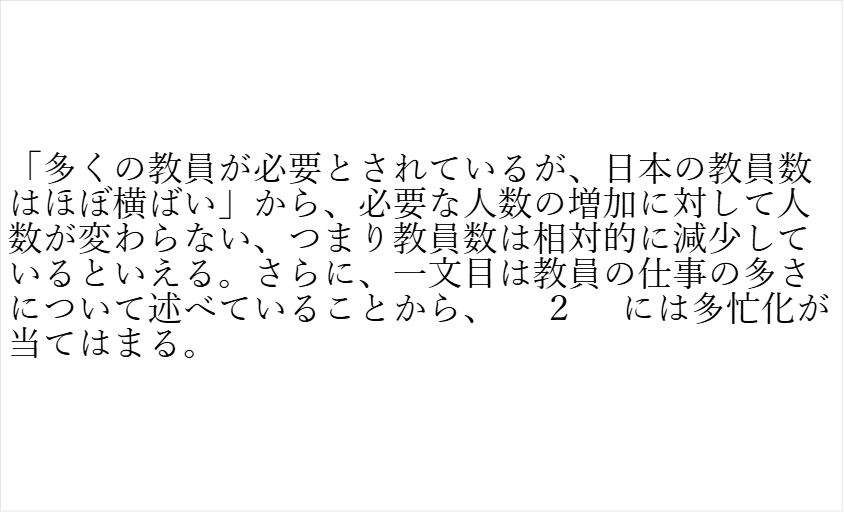 「多くの教員が必要とされているが、日本の教員数
はほぼ横ばい」から、必要な人数の増加に対して人
数が変わらない、つまり教員数は相対的に減少して
いるといえる。さらに、一文目は教員の仕事の多さ
について述べていることから、　２　には多忙化が
当てはまる。